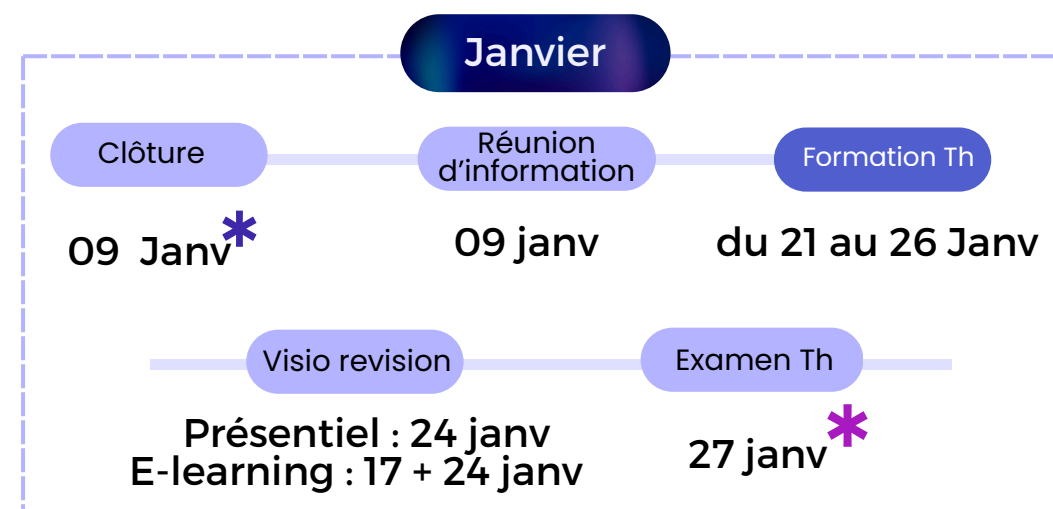 Janvier
Clôture
Réunion
d'information
Formation Th
09 Janv*
09 janv
du 21 au 26 Janv
Visio revision
Examen Th
Présentiel : 24 janv
E-learning : 17 + 24 janv
27 janv*